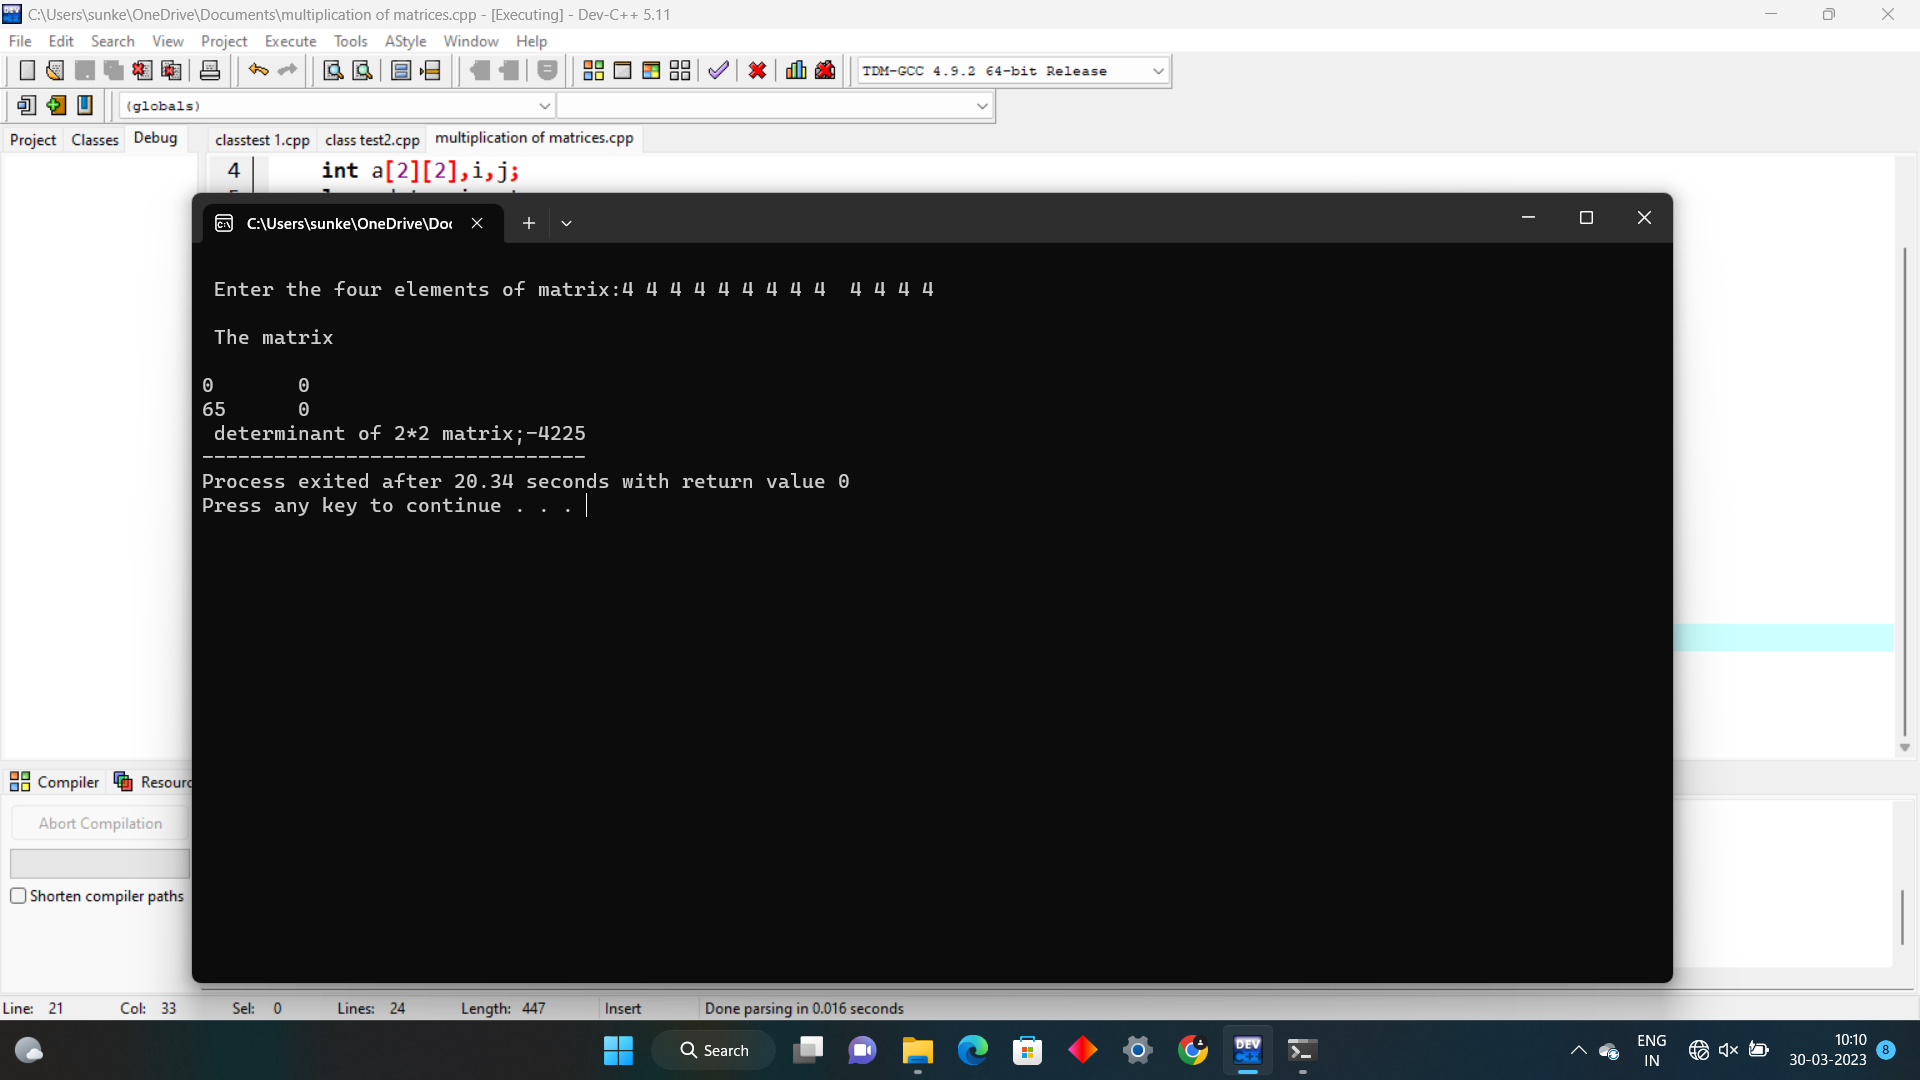 C:\Users\sunke\OneDrive\Documents\multiplication of matrices.cpp - [Executing] - Dev-C++ 5.11
File Edit Search View Project Execute Tools AStyle Window Help
TDM-GCC 4.9.2 64-bit Release
(globals)
Project Classes Debug classtest 1.cpp class test2.cpp multiplication of matrices.cpp
4 int a[2][2],i,j;
C:\Users\sunke\OneDrive\Doc
Enter the four elements of matrix:4 4 4 4 4 4 4 4 4  4 4 4 4
The matrix
0 0
65 0
determinant of 2*2 matrix;-4225
--------------------------------
Process exited after 20.34 seconds with return value 0
Press any key to continue . . .
Compiler Resourc
Abort Compilation
Shorten compiler paths
Line: 21 Col: 33 Sel: 0 Lines: 24 Length: 447 Insert Done parsing in 0.016 seconds
Search
DEV C++
ENG
IN
10:10
30-03-2023
8